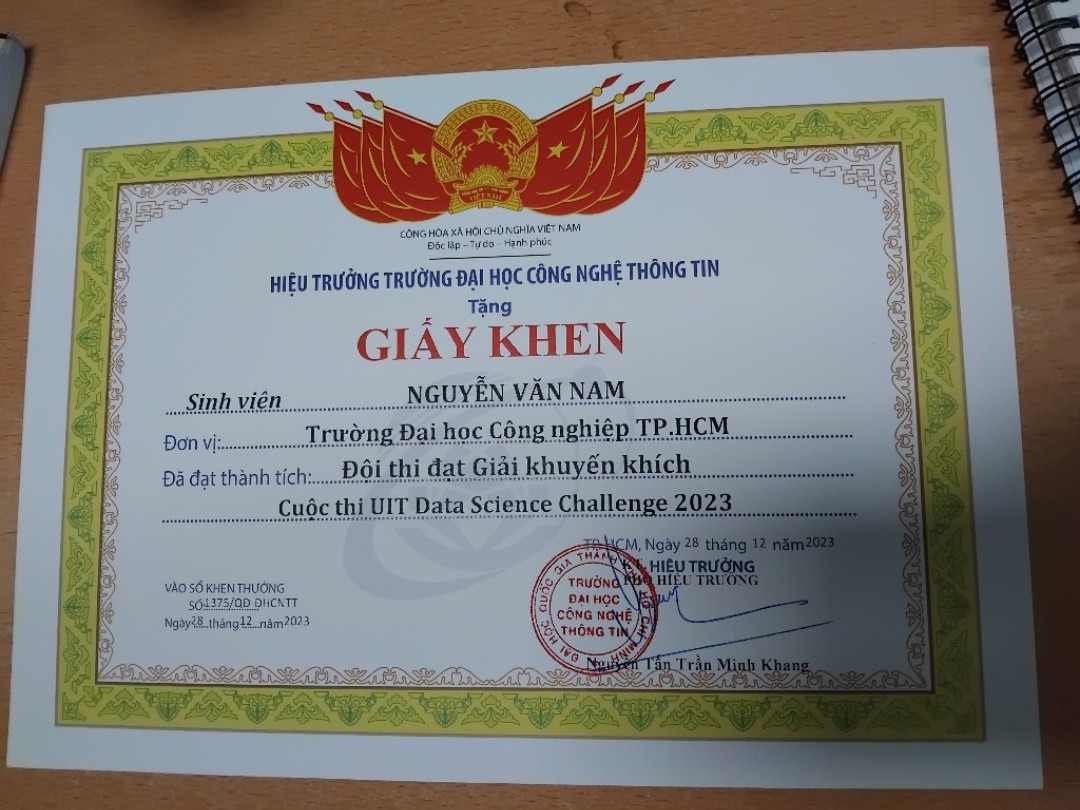 CỘNG HÒA XÃ HỘI CHỦ NGHĨA VIỆT NAM
Độc lập – Tự do – Hạnh phúc
HIỆU TRƯỞNG TRƯỜNG ĐẠI HỌC CÔNG NGHỆ THÔNG TIN
Tặng
GIẤY KHEN
Sinh viên NGUYỄN VĂN NAM
Đơn vị: Trường Đại học Công nghiệp TP.HCM
Đã đạt thành tích: Đội thi đạt Giải khuyến khích
Cuộc thi UIT Data Science Challenge 2023
TP.HCM, Ngày 28 tháng 12 năm 2023
KT. HIỆU TRƯỞNG
PHÓ HIỆU TRƯỞNG
VÀO SỔ KHEN THƯỞNG
SỐ 1375/QĐ ĐHCNTT
Ngày 28 tháng 12 năm 2023
ĐẠI HỌC QUỐC GIA THÀNH PHỐ HỒ CHÍ MINH
TRƯỜNG
ĐẠI HỌC
CÔNG NGHỆ
THÔNG TIN
Nguyễn Tấn Trần Minh Khang